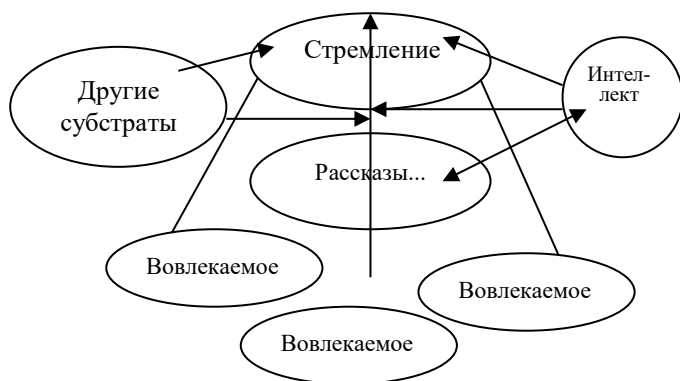 Стремление
Другие
субстраты
Интел-
лект
Рассказы...
Вовлекаемое
Вовлекаемое
Вовлекаемое